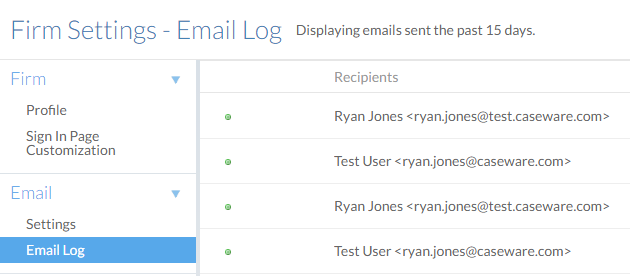 Firm Settings - Email Log Displaying emails sent the past 15 days.
Firm
Profile
Sign In Page
Customization
Email
Settings
Email Log
Recipients
Ryan Jones <ryan.jones@test.caseware.com>
Test User <ryan.jones@caseware.com>
Ryan Jones <ryan.jones@test.caseware.com>
Test User <ryan.jones@caseware.com>